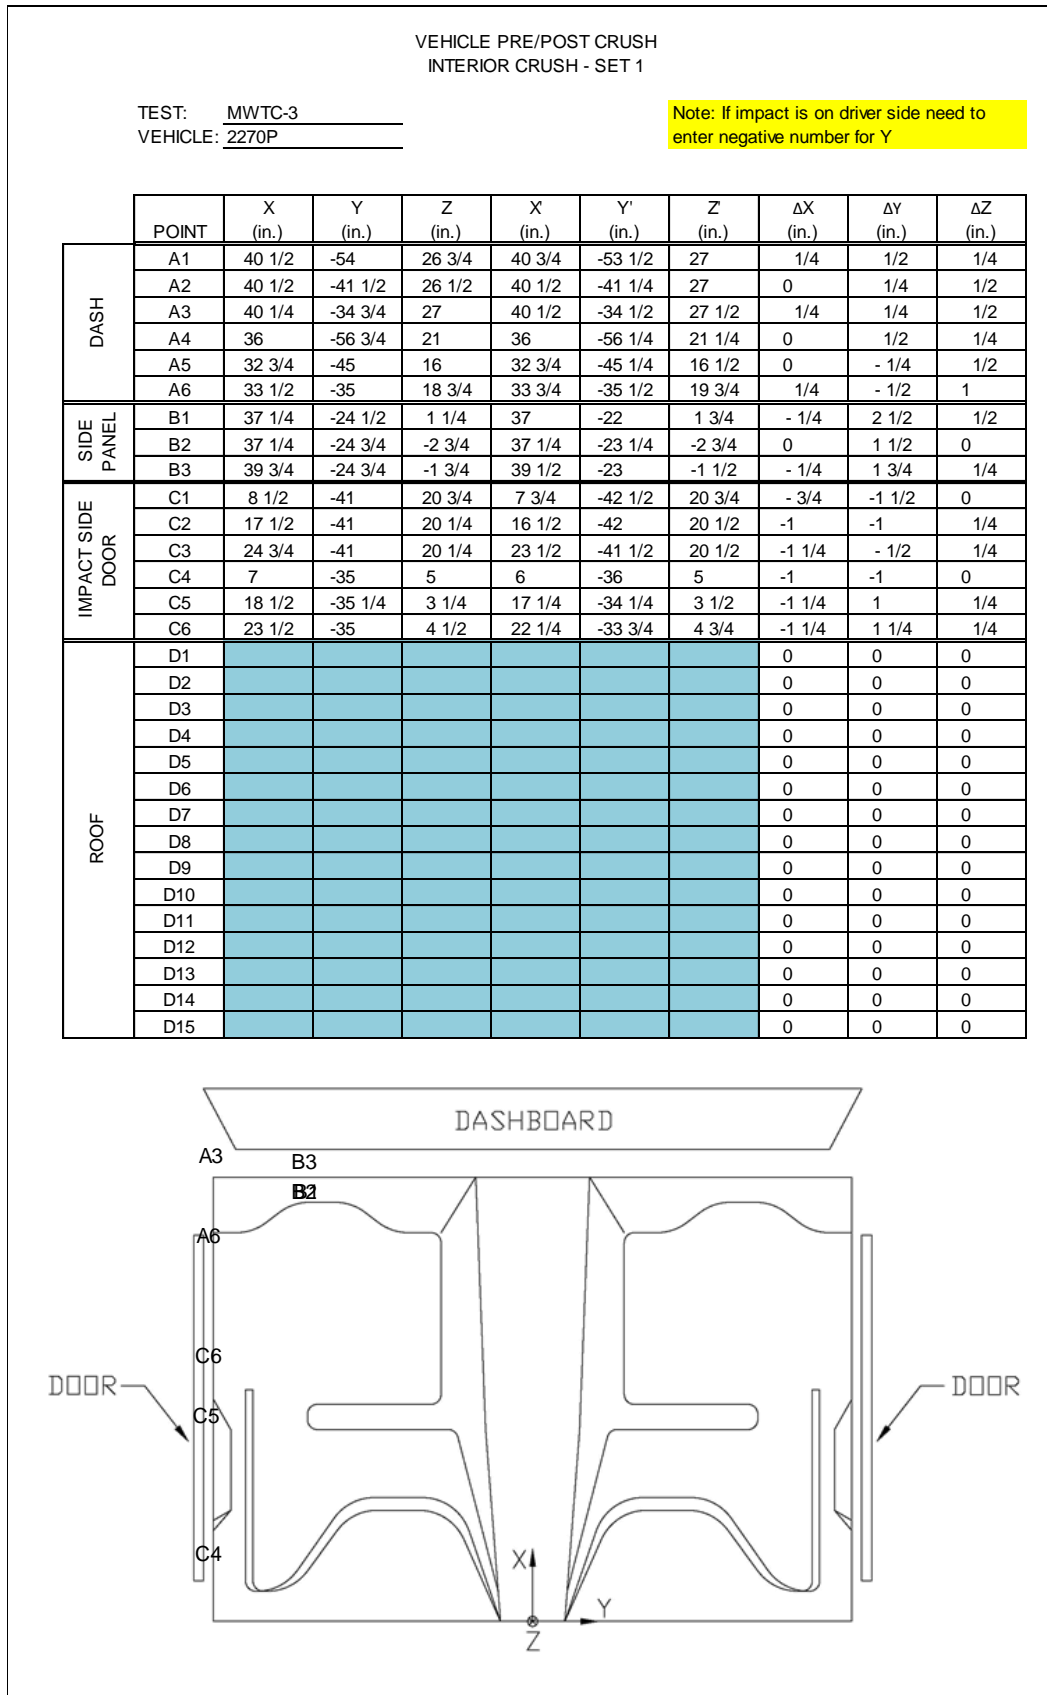 VEHICLE PRE/POST CRUSH
INTERIOR CRUSH - SET 1
TEST: MWTC-3
VEHICLE: 2270P
Note: If impact is on driver side need to
enter negative number for Y
X Y Z X' Y' Z' ΔX ΔY ΔZ
POINT (in.) (in.) (in.) (in.) (in.) (in.) (in.) (in.) (in.)
DASH
A1 40 1/2 -54 26 3/4 40 3/4 -53 1/2 27 1/4 1/2 1/4
A2 40 1/2 -41 1/2 26 1/2 40 1/2 -41 1/4 27 0 1/4 1/2
A3 40 1/4 -34 3/4 27 40 1/2 -34 1/2 27 1/2 1/4 1/4 1/2
A4 36 -56 3/4 21 36 -56 1/4 21 1/4 0 1/2 1/4
A5 32 3/4 -45 16 32 3/4 -45 1/4 16 1/2 0 - 1/4 1/2
A6 33 1/2 -35 18 3/4 33 3/4 -35 1/2 19 3/4 1/4 - 1/2 1
SIDE
PANEL
B1 37 1/4 -24 1/2 1 1/4 37 -22 1 3/4 - 1/4 2 1/2 1/2
B2 37 1/4 -24 3/4 -2 3/4 37 1/4 -23 1/4 -2 3/4 0 1 1/2 0
B3 39 3/4 -24 3/4 -1 3/4 39 1/2 -23 -1 1/2 - 1/4 1 3/4 1/4
IMPACT SIDE
DOOR
C1 8 1/2 -41 20 3/4 7 3/4 -42 1/2 20 3/4 - 3/4 -1 1/2 0
C2 17 1/2 -41 20 1/4 16 1/2 -42 20 1/2 -1 -1 1/4
C3 24 3/4 -41 20 1/4 23 1/2 -41 1/2 20 1/2 -1 1/4 - 1/2 1/4
C4 7 -35 5 6 -36 5 -1 -1 0
C5 18 1/2 -35 1/4 3 1/4 17 1/4 -34 1/4 3 1/2 -1 1/4 1 1/4
C6 23 1/2 -35 4 1/2 22 1/4 -33 3/4 4 3/4 -1 1/4 1 1/4 1/4
ROOF
D1 0 0 0
D2 0 0 0
D3 0 0 0
D4 0 0 0
D5 0 0 0
D6 0 0 0
D7 0 0 0
D8 0 0 0
D9 0 0 0
D10 0 0 0
D11 0 0 0
D12 0 0 0
D13 0 0 0
D14 0 0 0
D15 0 0 0
DASHBOARD
A3 B3
B2
A6
C6
DOOR DOOR
C5
C4
X
Y
Z